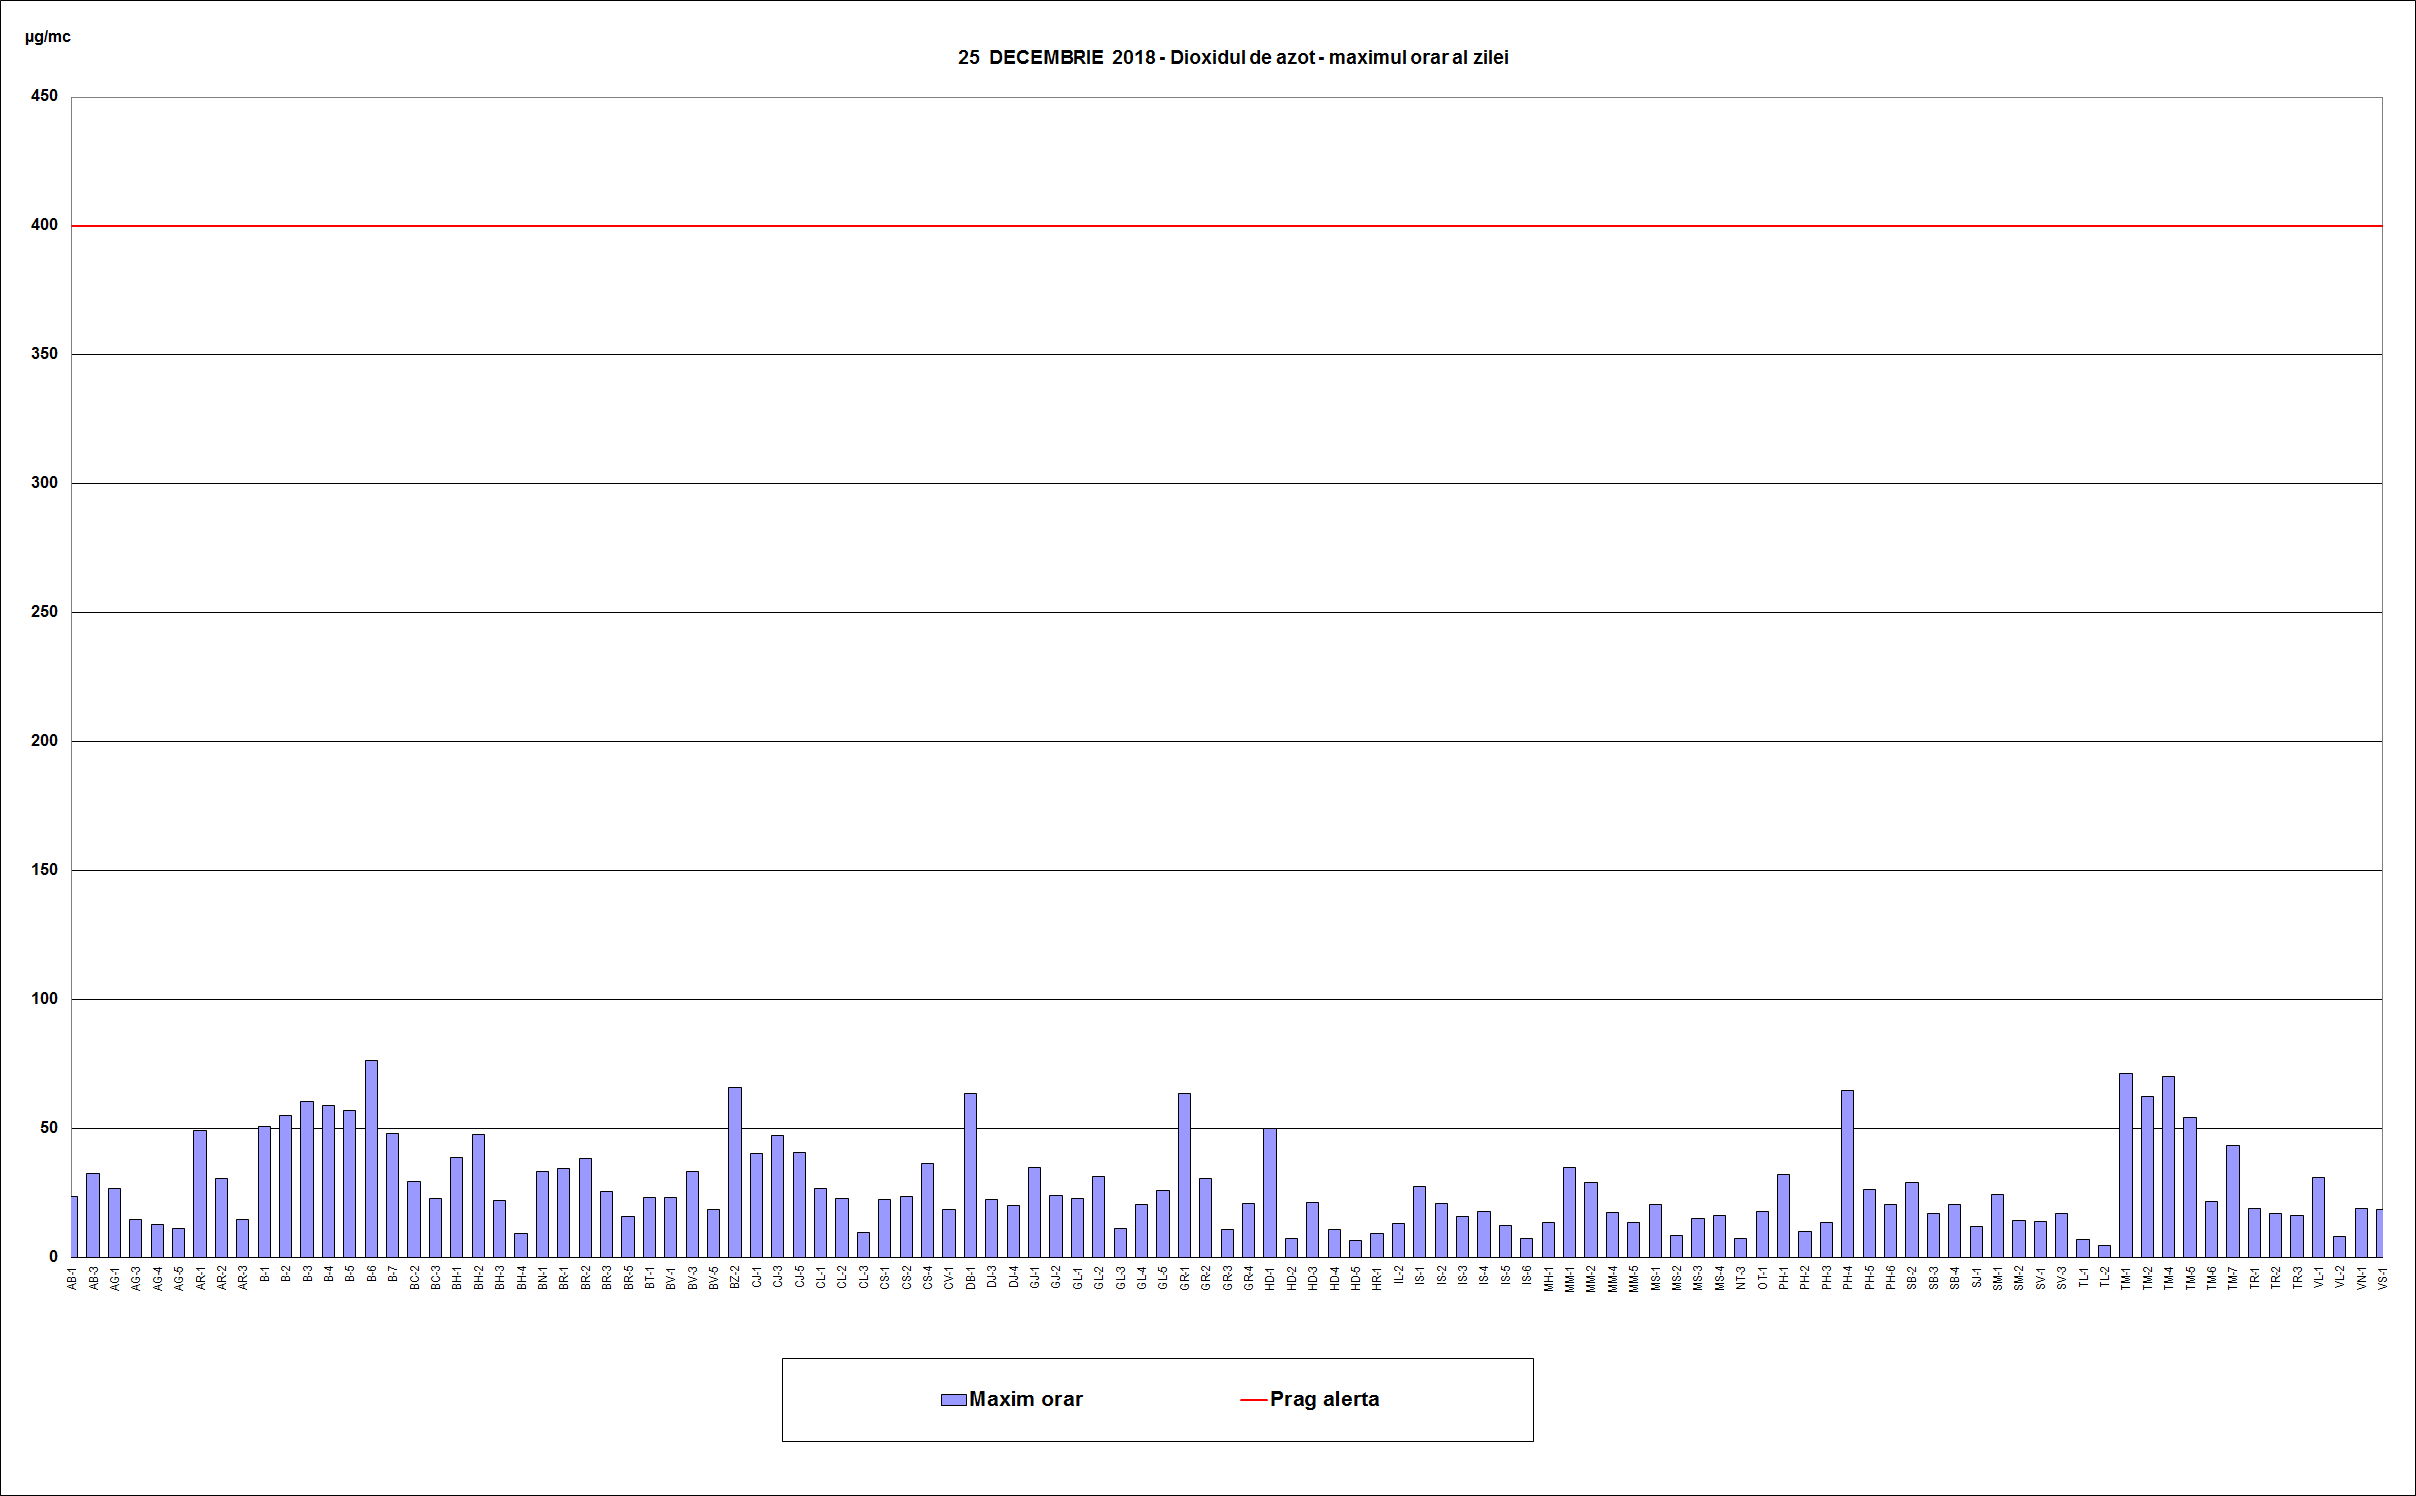 µg/mc
25 DECEMBRIE 2018 - Dioxidul de azot - maximul orar al zilei
450
400
350
300
250
200
150
100
50
0
AB-1 AB-3 AG-1 AG-3 AG-4 AG-5 AR-1 AR-2 AR-3 B-1 B-2 B-3 B-4 B-5 B-6 B-7 BC-2 BC-3 BH-1 BH-2 BH-3 BH-4 BN-1 BR-1 BR-2 BR-3 BR-5 BT-1 BV-1 BV-3 BV-5 BZ-2 CJ-1 CJ-3 CJ-5 CL-1 CL-2 CL-3 CS-1 CS-2 CS-4 CV-1 DB-1 DJ-3 DJ-4 GJ-1 GJ-2 GL-1 GL-2 GL-3 GL-4 GL-5 GR-1 GR-2 GR-3 GR-4 HD-1 HD-2 HD-3 HD-4 HD-5 HR-1 IL-2 IS-1 IS-2 IS-3 IS-4 IS-5 IS-6 MH-1 MM-1 MM-2 MM-4 MM-5 MS-1 MS-2 MS-3 MS-4 NT-3 OT-1 PH-1 PH-2 PH-3 PH-4 PH-5 PH-6 SB-2 SB-3 SB-4 SJ-1 SM-1 SM-2 SV-1 SV-3 TL-1 TL-2 TM-1 TM-2 TM-4 TM-5 TM-6 TM-7 TR-1 TR-2 TR-3 VL-1 VL-2 VN-1 VS-1
Maxim orar Prag alerta